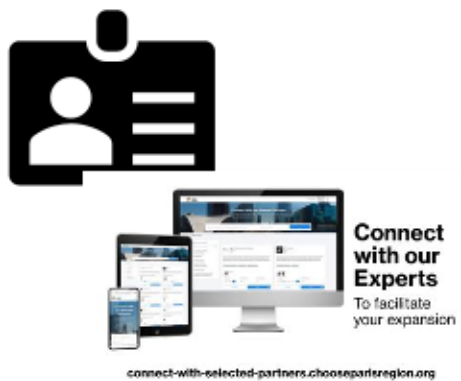 Connect
with our
Experts
To facilitate
your expansion
connect-with-selected-partners.chooseparisregion.org